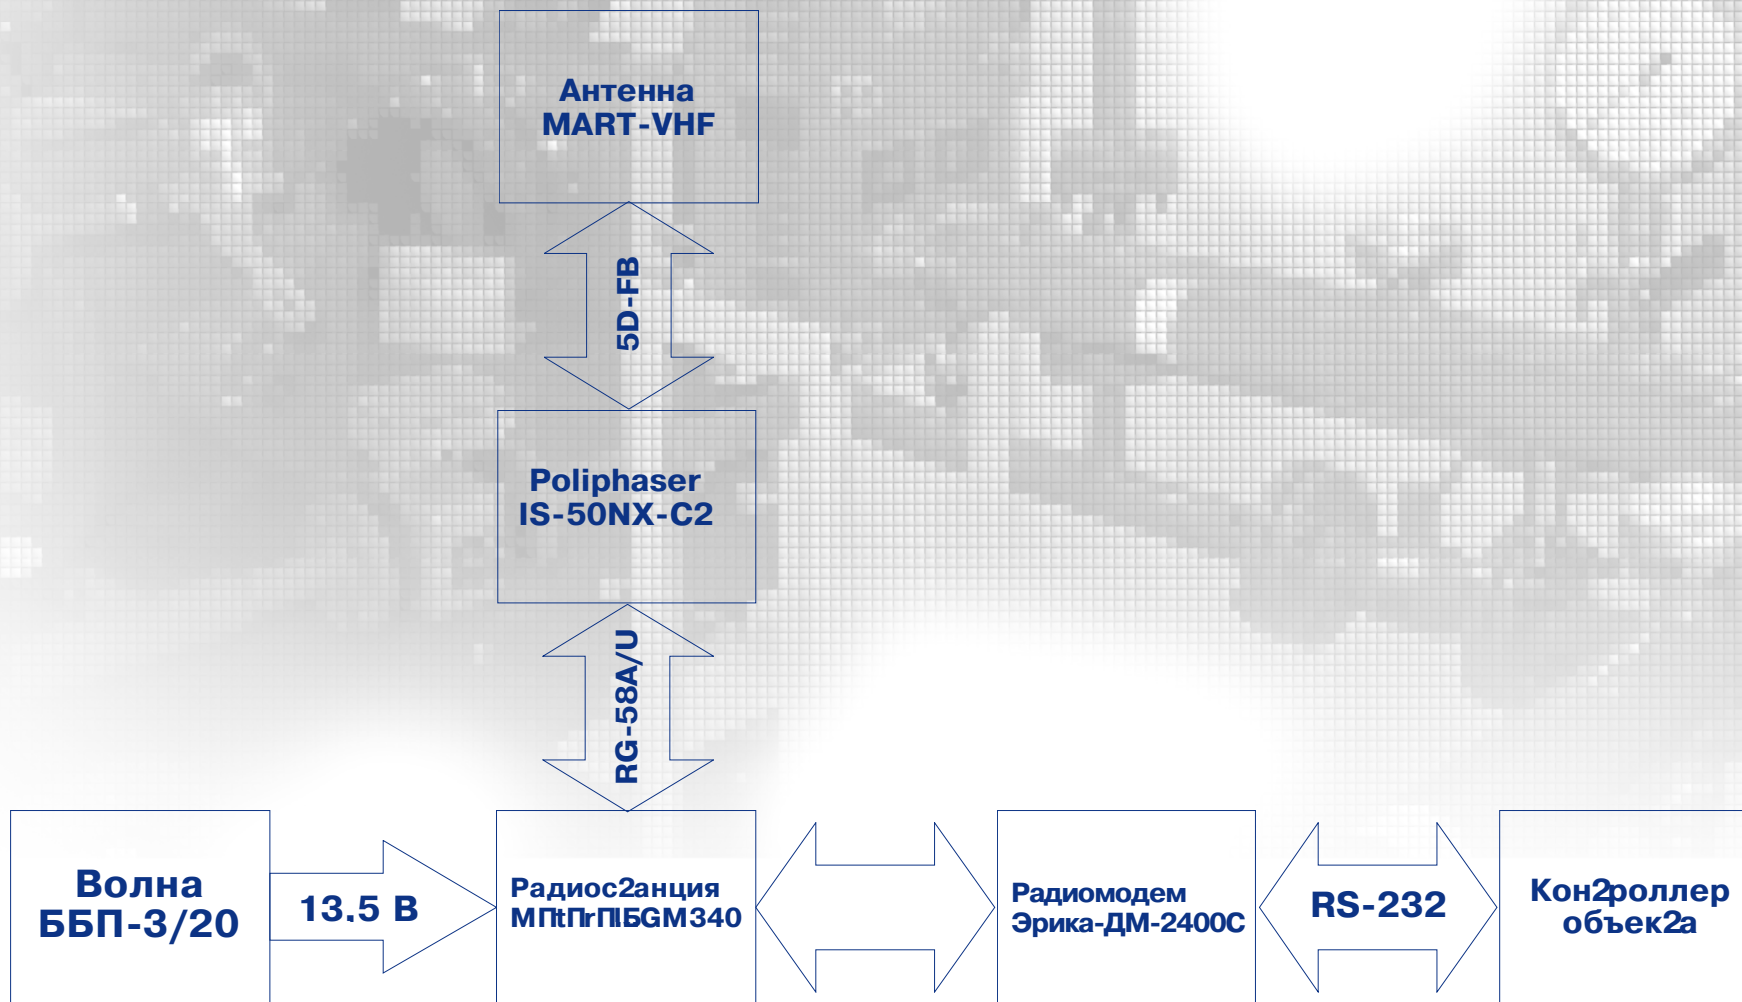 Антенна
MART-VHF
5D-FB
Poliphaser
IS-50NX-C2
RG-58A/U
Волна
ББП-3/20
13.5 В
Радиос2анция
GM340
Радиомодем
Эрика-ДМ-2400С
RS-232
Кон2роллер
объек2а